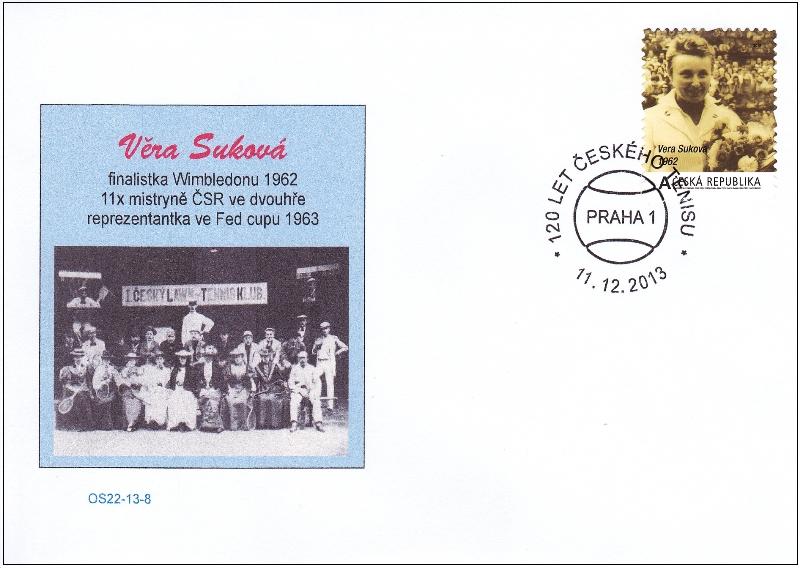 Věra Suková
finalistka Wimbledonu 1962
11x mistryně ČSR ve dvouhře
reprezentantka ve Fed cupu 1963
I. ČESKÝ LAWN-TENNIS KLUB.
OS22-13-8
Vera Suková
1962
A ČESKÁ REPUBLIKA
* 120 LET ČESKÉHO TENISU *
PRAHA 1
11.12.2013